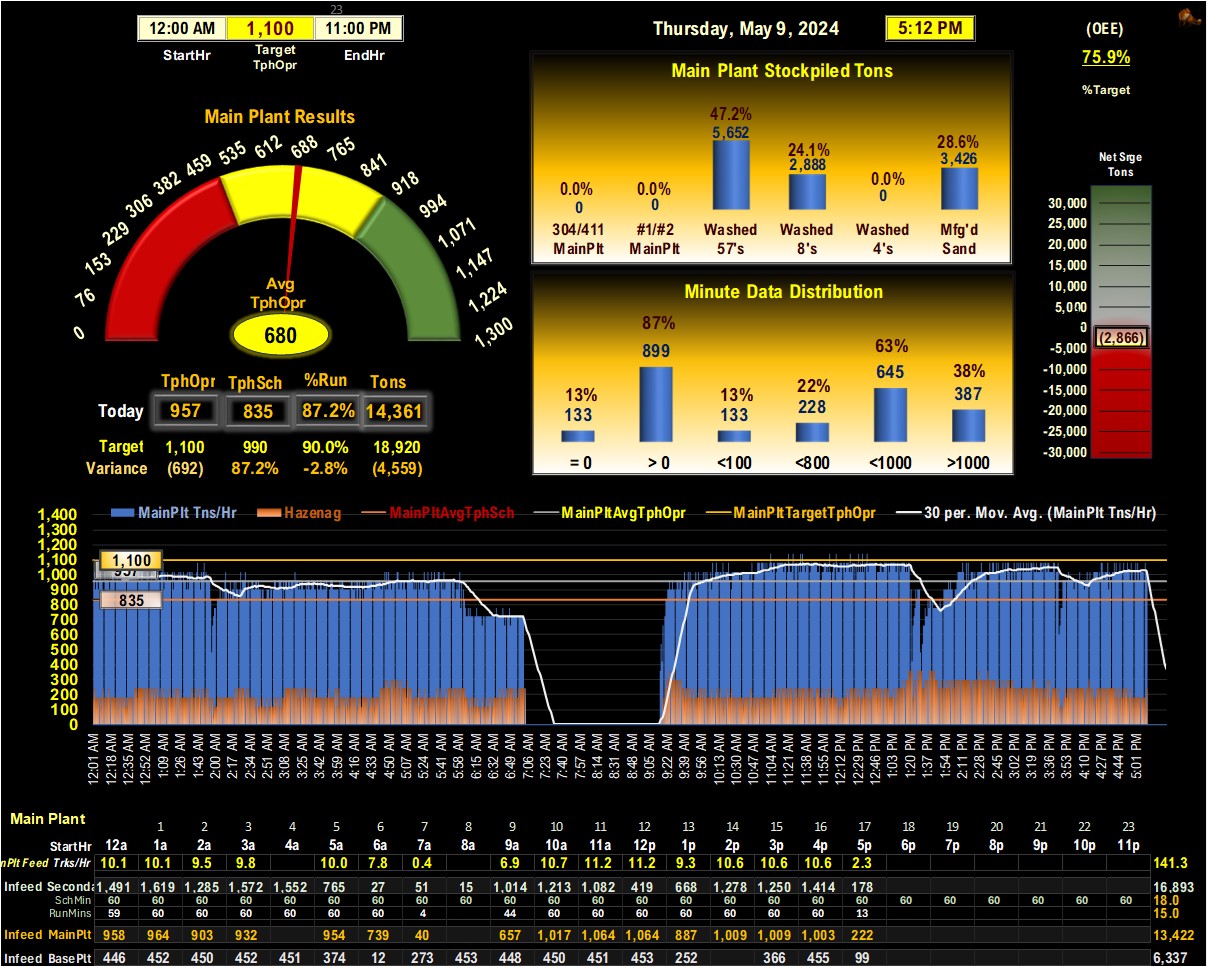 23
12:00 AM 1,100 11:00 PM
StartHr Target TphOpr EndHr
Thursday, May 9, 2024 5:12 PM
(OEE)
75.9%
%Target
Main Plant Results
0 76 153 229 306 382 459 535 612 688 765 841 918 994 1,071 1,147 1,224 1,300
Avg
TphOpr
680
TphOpr TphSch %Run Tons
Today 957 835 87.2% 14,361
Target 1,100 990 90.0% 18,920
Variance (692) 87.2% -2.8% (4,559)
Main Plant Stockpiled Tons
0.0% 0.0% 47.2% 24.1% 0.0% 28.6%
0 0 5,652 2,888 0 3,426
304/411 #1/#2 Washed Washed Washed Mfg'd
MainPlt MainPlt 57's 8's 4's Sand
Minute Data Distribution
13% 87% 13% 22% 63% 38%
133 899 133 228 645 387
= 0 > 0 <100 <800 <1000 >1000
Net Srge
Tons
30,000
25,000
20,000
15,000
10,000
5,000
0
(2,866)
-5,000
-10,000
-15,000
-20,000
-25,000
-30,000
MainPlt Tns/Hr Hazenag MainPltAvgTphSch MainPltAvgTphOpr MainPltTargetTphOpr 30 per. Mov. Avg. (MainPlt Tns/Hr)
1,400
1,300
1,200
1,100
1,000
900
800
700
600
500
400
300
200
100
0
1,100
957
835
12:01 AM 12:18 AM 12:35 AM 12:52 AM 1:09 AM 1:26 AM 1:43 AM 2:00 AM 2:17 AM 2:34 AM 2:51 AM 3:08 AM 3:25 AM 3:42 AM 3:59 AM 4:16 AM 4:33 AM 4:50 AM 5:07 AM 5:24 AM 5:41 AM 5:58 AM 6:15 AM 6:32 AM 6:49 AM 7:06 AM 7:23 AM 7:40 AM 7:57 AM 8:14 AM 8:31 AM 8:48 AM 9:05 AM 9:22 AM 9:39 AM 9:56 AM 10:13 AM 10:30 AM 10:47 AM 11:04 AM 11:21 AM 11:38 AM 11:55 AM 12:12 PM 12:29 PM 12:46 PM 1:03 PM 1:20 PM 1:37 PM 1:54 PM 2:11 PM 2:28 PM 2:45 PM 3:02 PM 3:19 PM 3:36 PM 3:53 PM 4:10 PM 4:27 PM 4:44 PM 5:01 PM
Main Plant
1 2 3 4 5 6 7 8 9 10 11 12 13 14 15 16 17 18 19 20 21 22 23
StartHr 12a 1a 2a 3a 4a 5a 6a 7a 8a 9a 10a 11a 12p 1p 2p 3p 4p 5p 6p 7p 8p 9p 10p 11p
nPlt Feed Trks/Hr 10.1 10.1 9.5 9.8 10.0 7.8 0.4 6.9 10.7 11.2 11.2 9.3 10.6 10.6 10.6 2.3 141.3
Infeed Seconda 1,491 1,619 1,285 1,572 1,552 765 27 51 15 1,014 1,213 1,082 419 668 1,278 1,250 1,414 178 16,893
SchMin 60 60 60 60 60 60 60 60 60 60 60 60 60 60 60 60 60 60 60 60 60 60 60 60 18.0
RunMins 59 60 60 60 60 60 4 44 60 60 60 60 60 60 60 13 15.0
Infeed MainPlt 958 964 903 932 954 739 40 657 1,017 1,064 1,064 887 1,009 1,009 1,003 222 13,422
Infeed BasePlt 446 452 450 452 451 374 12 273 453 448 450 451 453 252 366 455 99 6,337